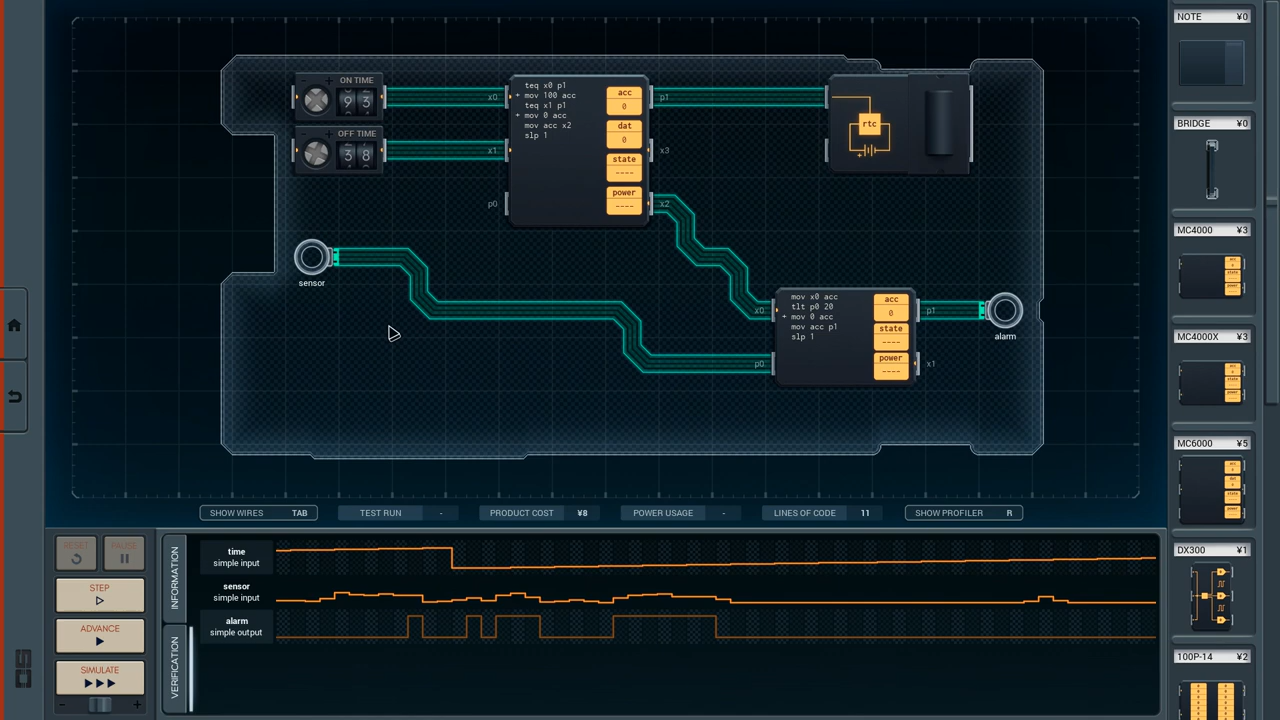 NOTE ¥0
BRIDGE ¥0
MC4000 ¥3
MC4000X ¥3
MC6000 ¥5
DX300 ¥1
100P-14 ¥2
- + ON TIME
9 3
- + OFF TIME
3 8
x0
x1
p0
teq x0 p1
+ mov 100 acc
teq x1 p1
+ mov 0 acc
mov acc x2
slp 1
acc
0
dat
0
state
----
power
----
p1
x3
x2
rtc
+
sensor
x0
p0
mov x0 acc
tlt p0 20
+ mov 0 acc
mov acc p1
slp 1
acc
0
state
----
power
----
p1
x1
alarm
SHOW WIRES TAB
TEST RUN -
PRODUCT COST ¥8
POWER USAGE -
LINES OF CODE 11
SHOW PROFILER R
RESET
PAUSE
STEP
ADVANCE
SIMULATE
- +
INFORMATION
VERIFICATION
time
simple input
sensor
simple input
alarm
simple output